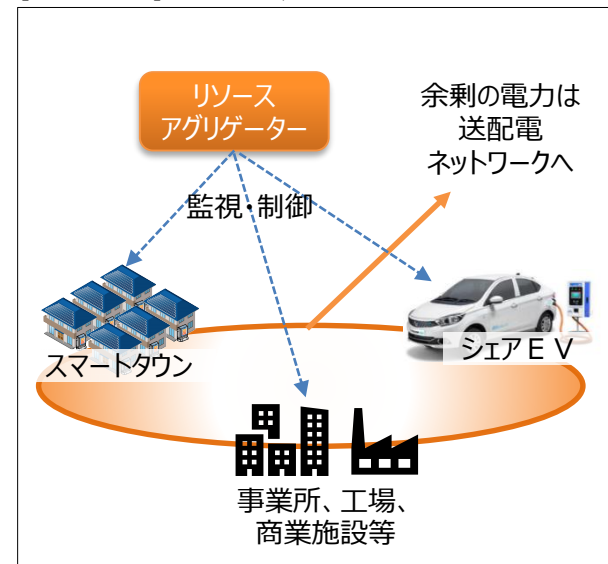 リソース
アグリゲーター
余剰の電力は
送配電
ネットワークへ
監視・制御
スマートタウン
シェアＥＶ
事業所、工場、
商業施設等